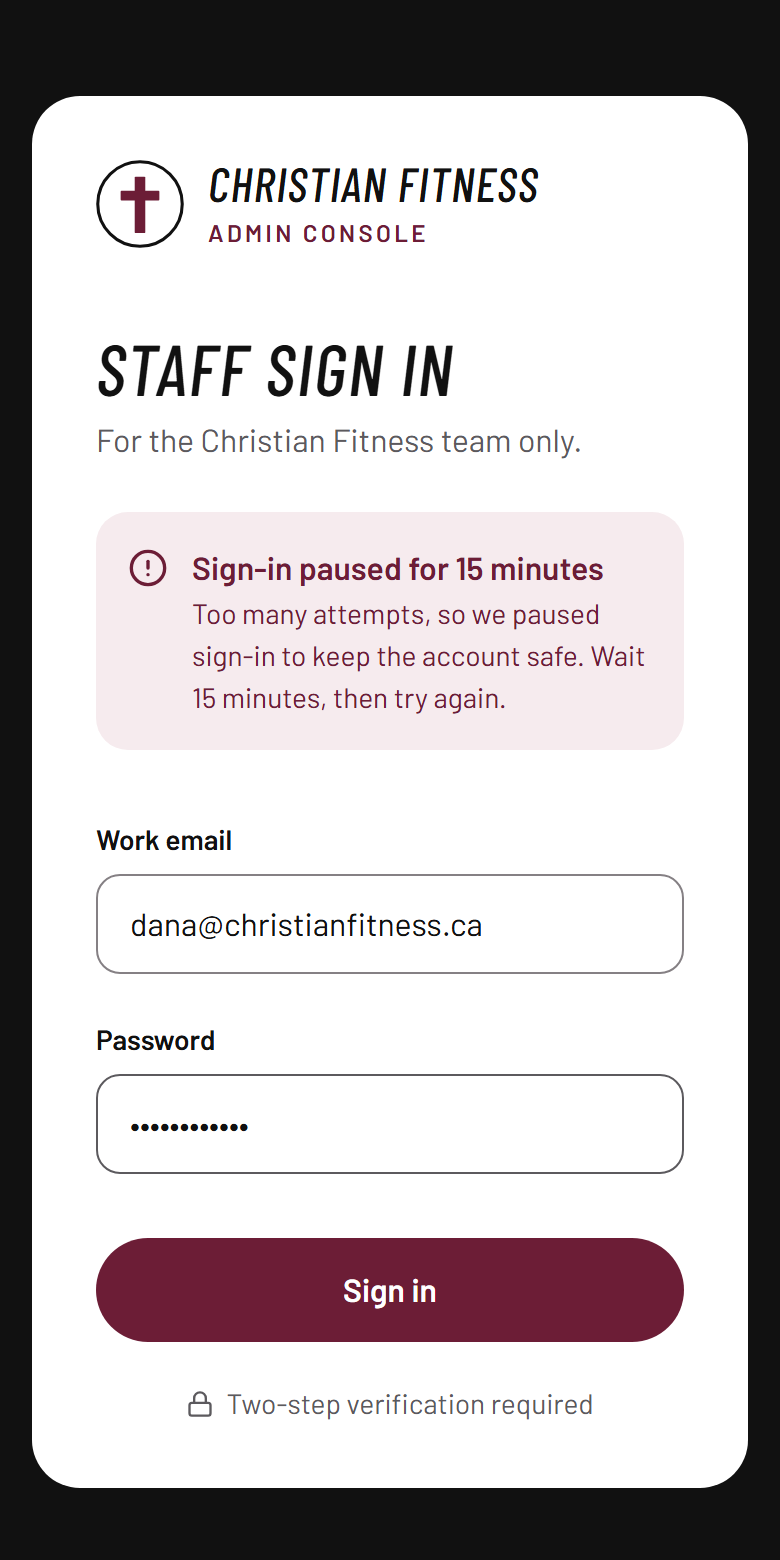 CHRISTIAN FITNESS
ADMIN CONSOLE
STAFF SIGN IN
For the Christian Fitness team only.
Sign-in paused for 15 minutes
Too many attempts, so we paused
sign-in to keep the account safe. Wait
15 minutes, then try again.
Work email
dana@christianfitness.ca
Password
••••••••••••
Sign in
Two-step verification required